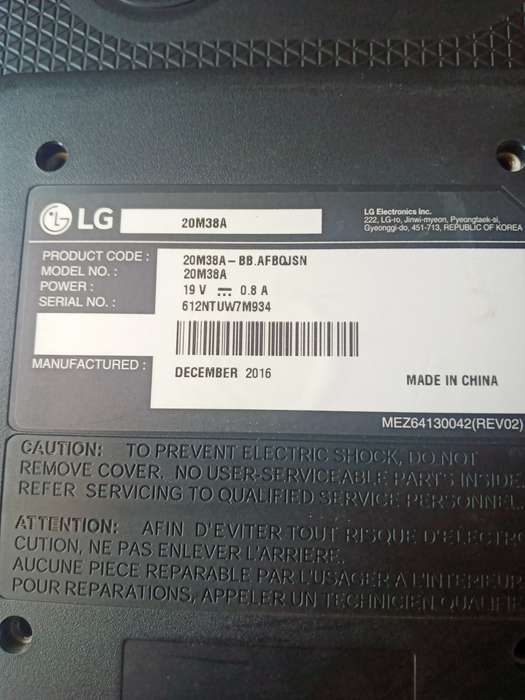 LG
20M38A
LG Electronics Inc.
222, LG-ro, Jinwi-myeon, Pyeongtaek-si,
Gyeonggi-do, 451-713, REPUBLIC OF KOREA
PRODUCT CODE : 20M38A-BB.AFBQJSN
MODEL NO. : 20M38A
POWER : 19 V ⎓ 0.8 A
SERIAL NO. : 612NTUW7M934
MANUFACTURED : DECEMBER 2016
MADE IN CHINA
MEZ64130042(REV02)
CAUTION: TO PREVENT ELECTRIC SHOCK, DO NOT
REMOVE COVER. NO USER-SERVICEABLE PARTS INSIDE.
REFER SERVICING TO QUALIFIED SERVICE PERSONNEL.
ATTENTION: AFIN D'EVITER TOUT RISQUE D'ELECTRO
CUTION, NE PAS ENLEVER L'ARRIERE.
AUCUNE PIECE REPARABLE PAR L'USAGER A L'INTERIEUR
POUR REPARATIONS, APPELER UN TECHNICIEN QUALIFIE